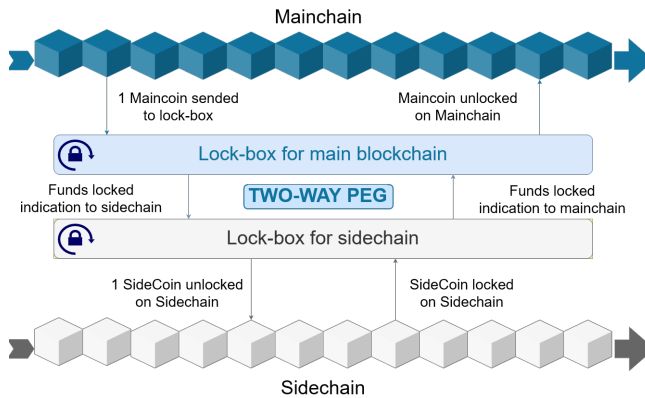 Mainchain
1 Maincoin sent
to lock-box
Maincoin unlocked
on Mainchain
Lock-box for main blockchain
Funds locked
indication to sidechain
TWO-WAY PEG
Funds locked
indication to mainchain
Lock-box for sidechain
1 SideCoin unlocked
on Sidechain
SideCoin locked
on Sidechain
Sidechain